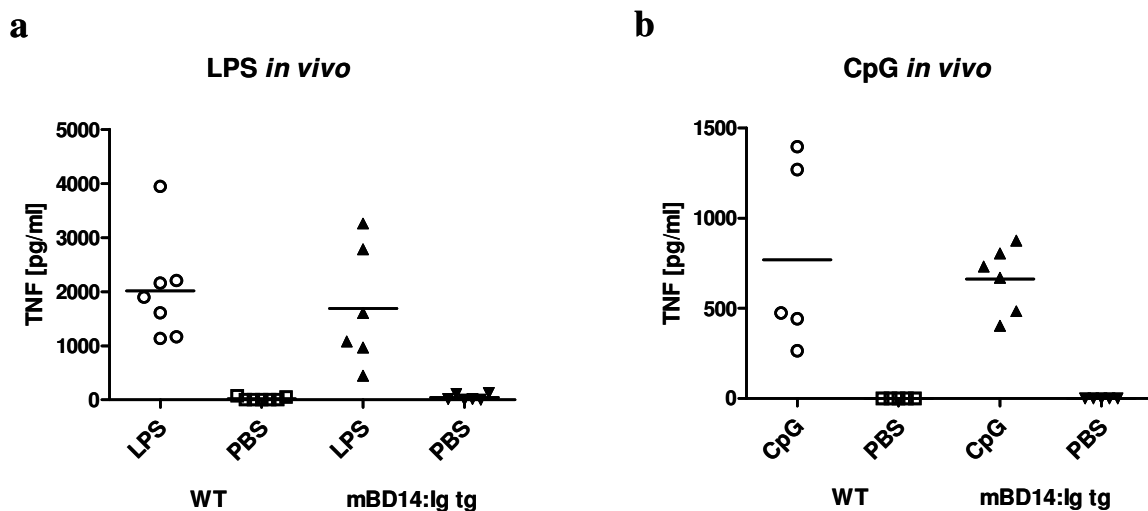 a
LPS in vivo
TNF [pg/ml]
5000
4000
3000
2000
1000
0
LPS
PBS
LPS
PBS
WT
mBD14:Ig tg
b
CpG in vivo
TNF [pg/ml]
1500
1000
500
0
CpG
PBS
CpG
PBS
WT
mBD14:Ig tg